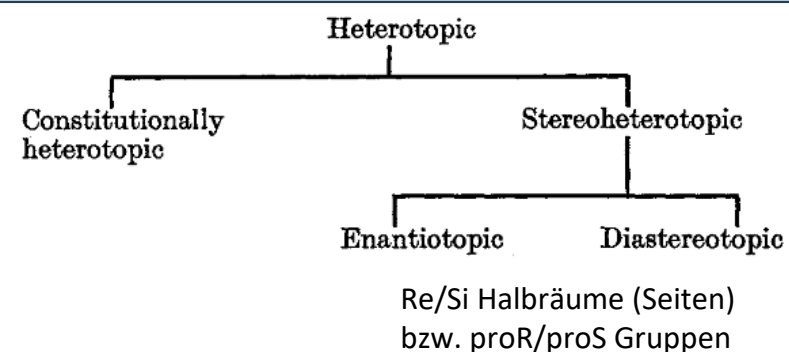 Heterotopic
Constitutionally
heterotopic
Stereoheterotopic
Enantiotopic Diastereotopic
Re/Si Halbräume (Seiten)
bzw. proR/proS Gruppen